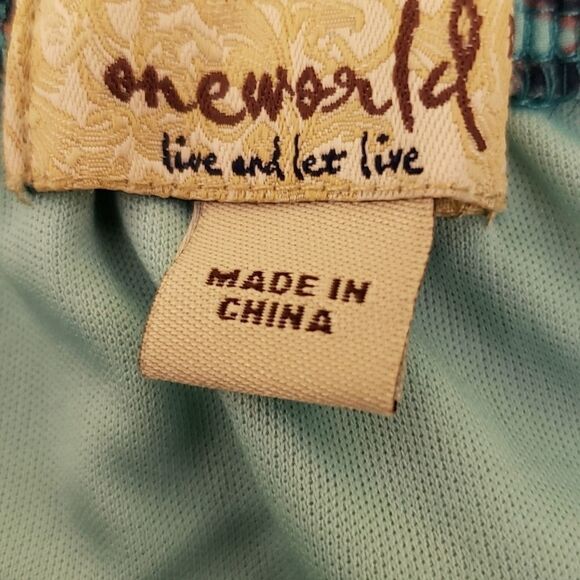 oneworld
live and let live
MADE IN
CHINA